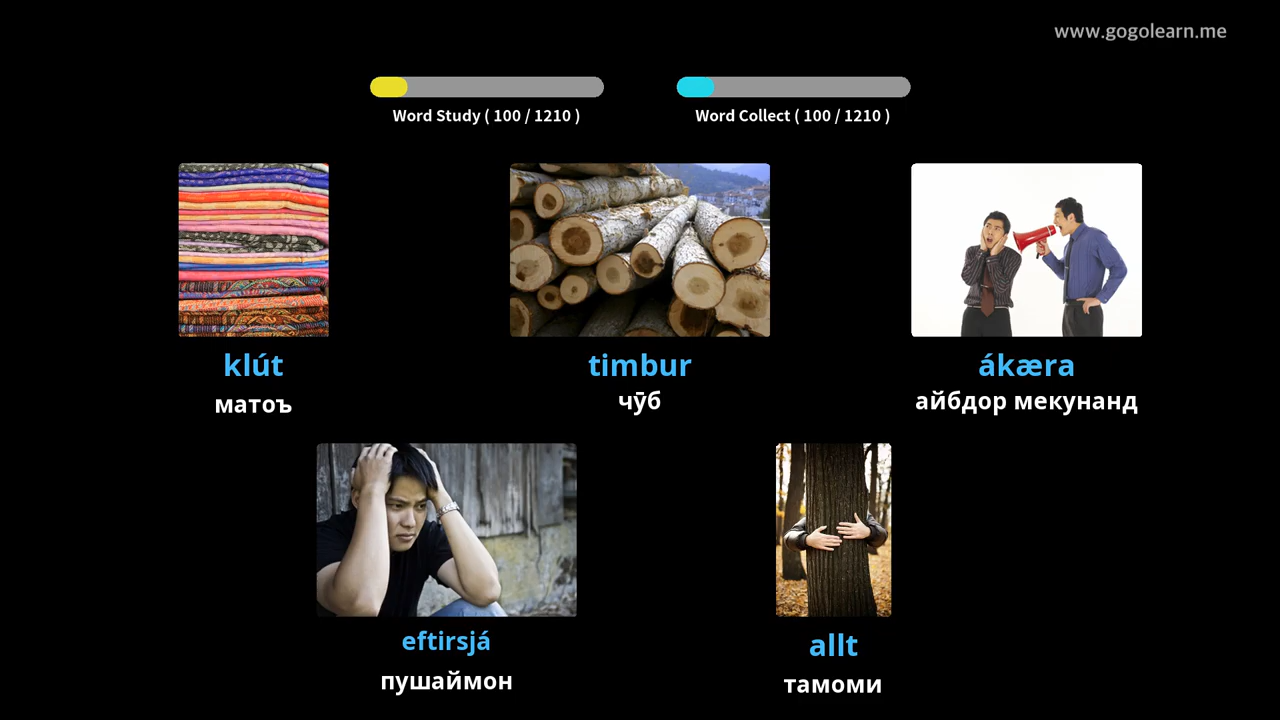 www.gogolearn.me
Word Study ( 100 / 1210 )
Word Collect ( 100 / 1210 )
klút
timbur
ákæra
матоъ
чӯб
айбдор мекунанд
eftirsjá
allt
пушаймон
тамоми